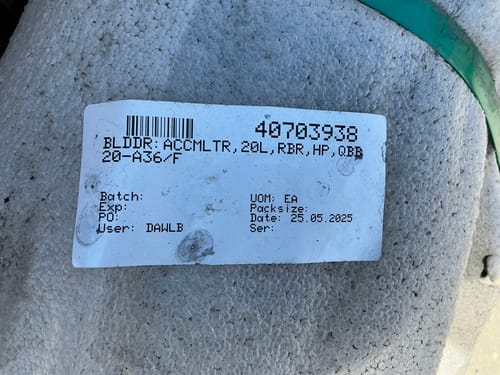 40703938
BLDDR:ACCMLTR,20L,RBR,HP,QBB
20-A36/F
Batch:
Exp:
PO:
User: DAWLB
UOM: EA
Packsize:
Date: 25.05.2025
Ser: